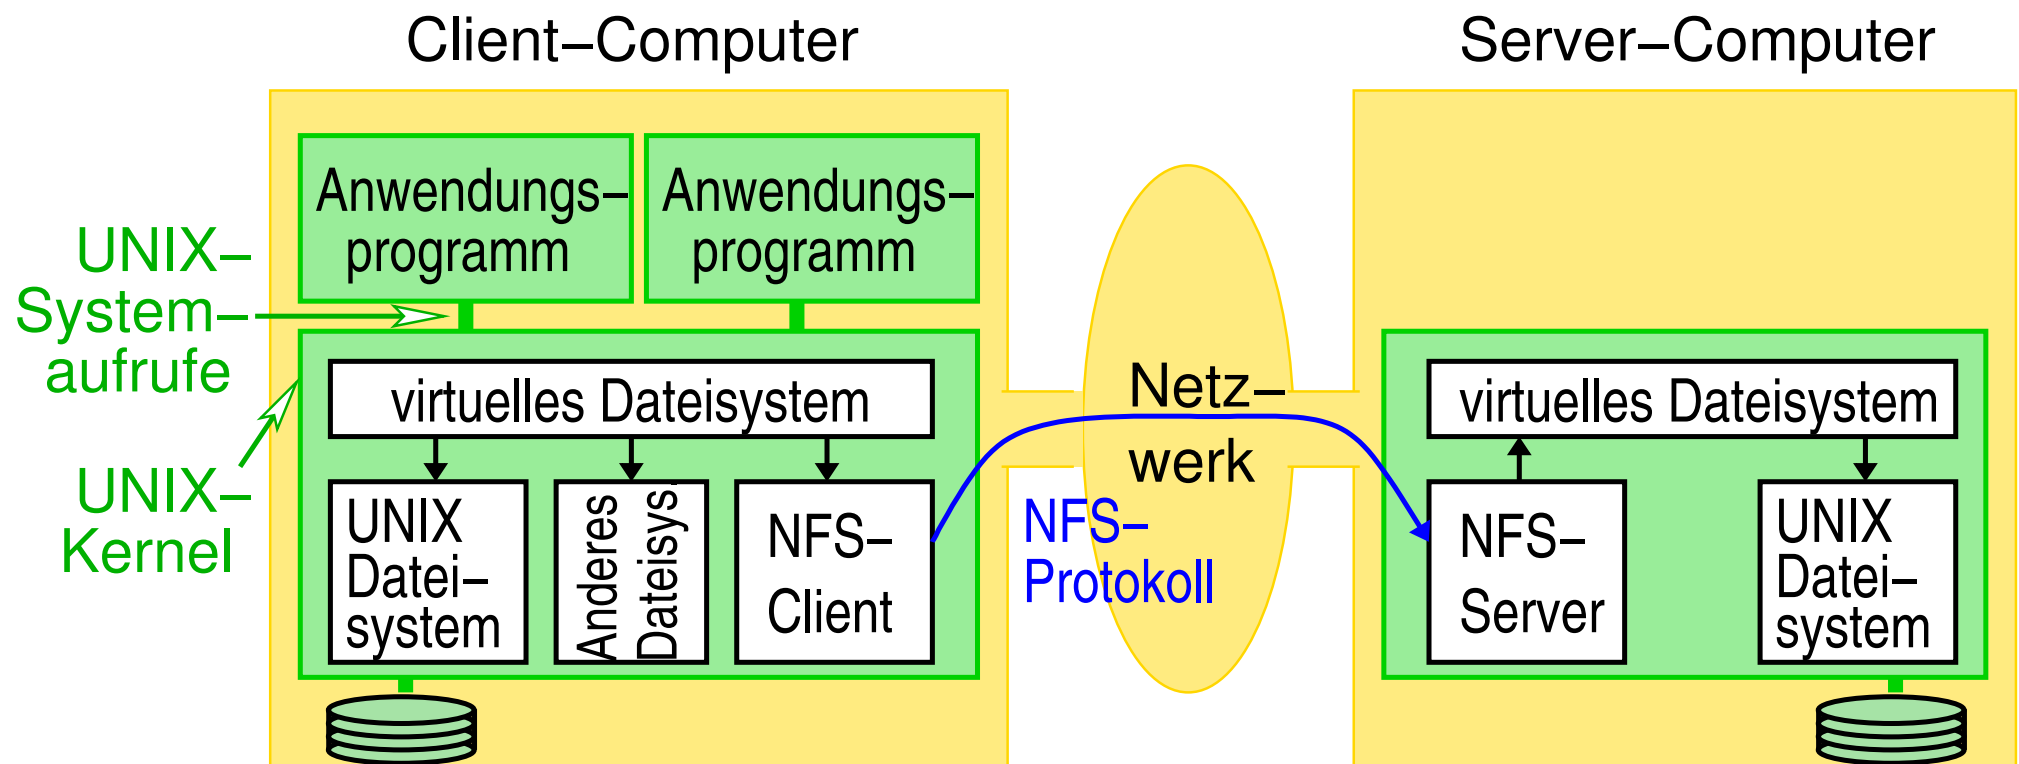 Client–Computer
Server–Computer
Anwendungs–
programm
Anwendungs–
programm
UNIX–
System–
aufrufe
UNIX–
Kernel
virtuelles Dateisystem
UNIX
Datei–
system
Anderes
Dateisys.
NFS–
Client
NFS–
Protokoll
Netz–
werk
virtuelles Dateisystem
NFS–
Server
UNIX
Datei–
system